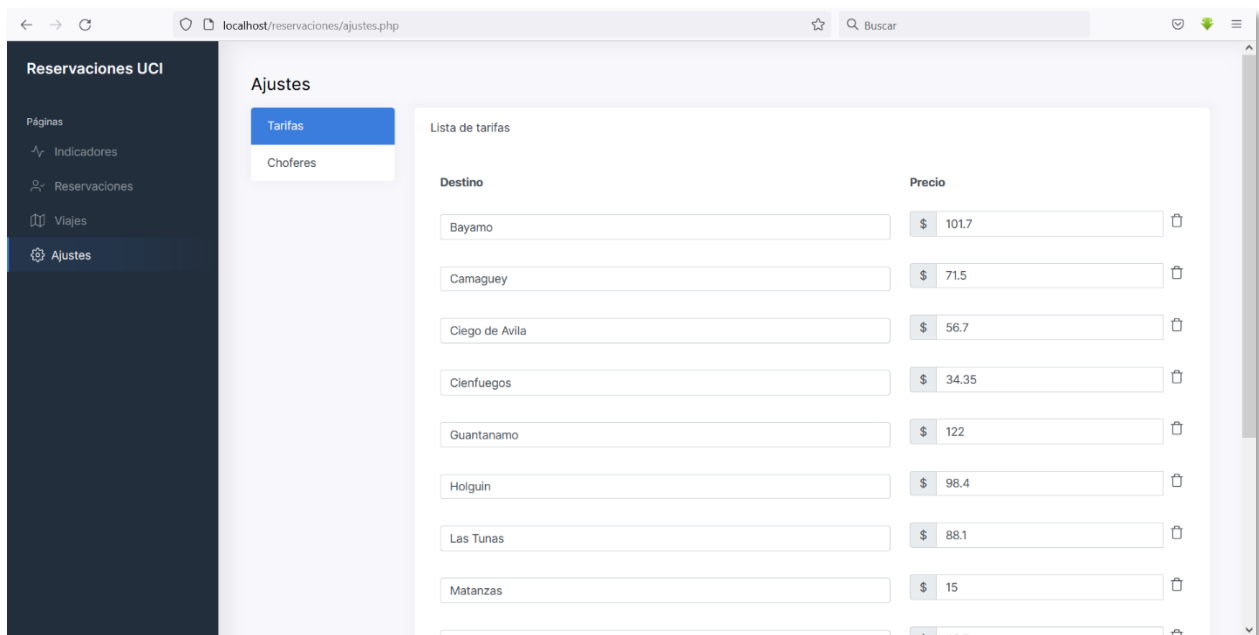 localhost/reservaciones/ajustes.php
Buscar
Reservaciones UCI
Páginas
Indicadores
Reservaciones
Viajes
Ajustes
Ajustes
Tarifas
Choferes
Lista de tarifas
Destino Precio
Bayamo $ 101.7
Camaguey $ 71.5
Ciego de Avila $ 56.7
Cienfuegos $ 34.35
Guantanamo $ 122
Holguin $ 98.4
Las Tunas $ 88.1
Matanzas $ 15